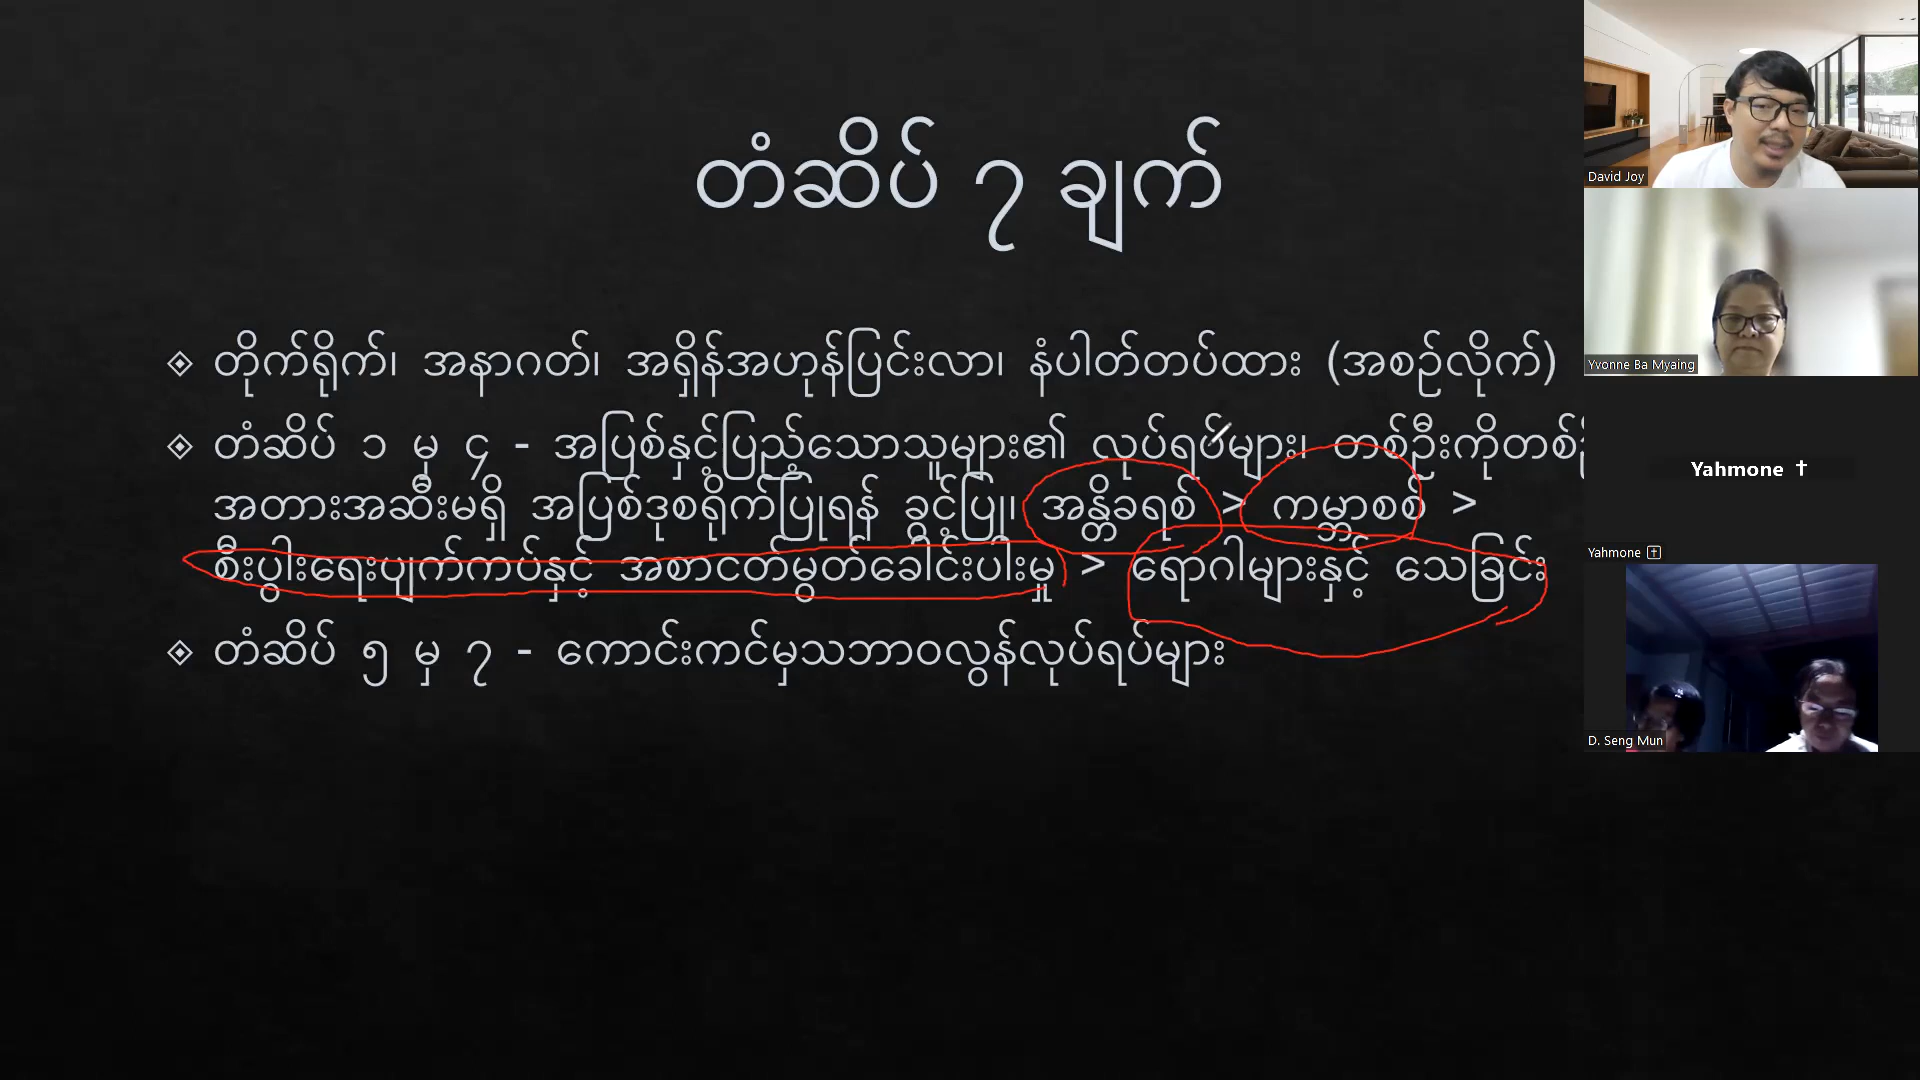 တံဆိပ် ၇ ချက်
တိုက်ရိုက်၊ အနာဂတ်၊ အရှိန်အဟုန်ပြင်းလာ၊ နံပါတ်တပ်ထား (အစဉ်လိုက်)
တံဆိပ် ၁ မှ ၄ - အပြစ်နှင့်ပြည့်သောသူများ၏ လုပ်ရပ်များ၊ တစ်ဦးကိုတစ်
အတားအဆီးမရှိ အပြစ်ဒုစရိုက်ပြုရန် ခွင့်ပြု၊ အန္တိခရစ် > ကမ္ဘာစစ် >
စီးပွါးရေးပျက်ကပ်နှင့် အစာငတ်မွတ်ခေါင်းပါးမှု > ရောဂါများနှင့် သေခြင်း
တံဆိပ် ၅ မှ ၇ - ကောင်းကင်မှသဘာဝလွန်လုပ်ရပ်များ
David Joy
Yvonne Ba Myaing
Yahmone ✝
Yahmone ✝
D. Seng Mun